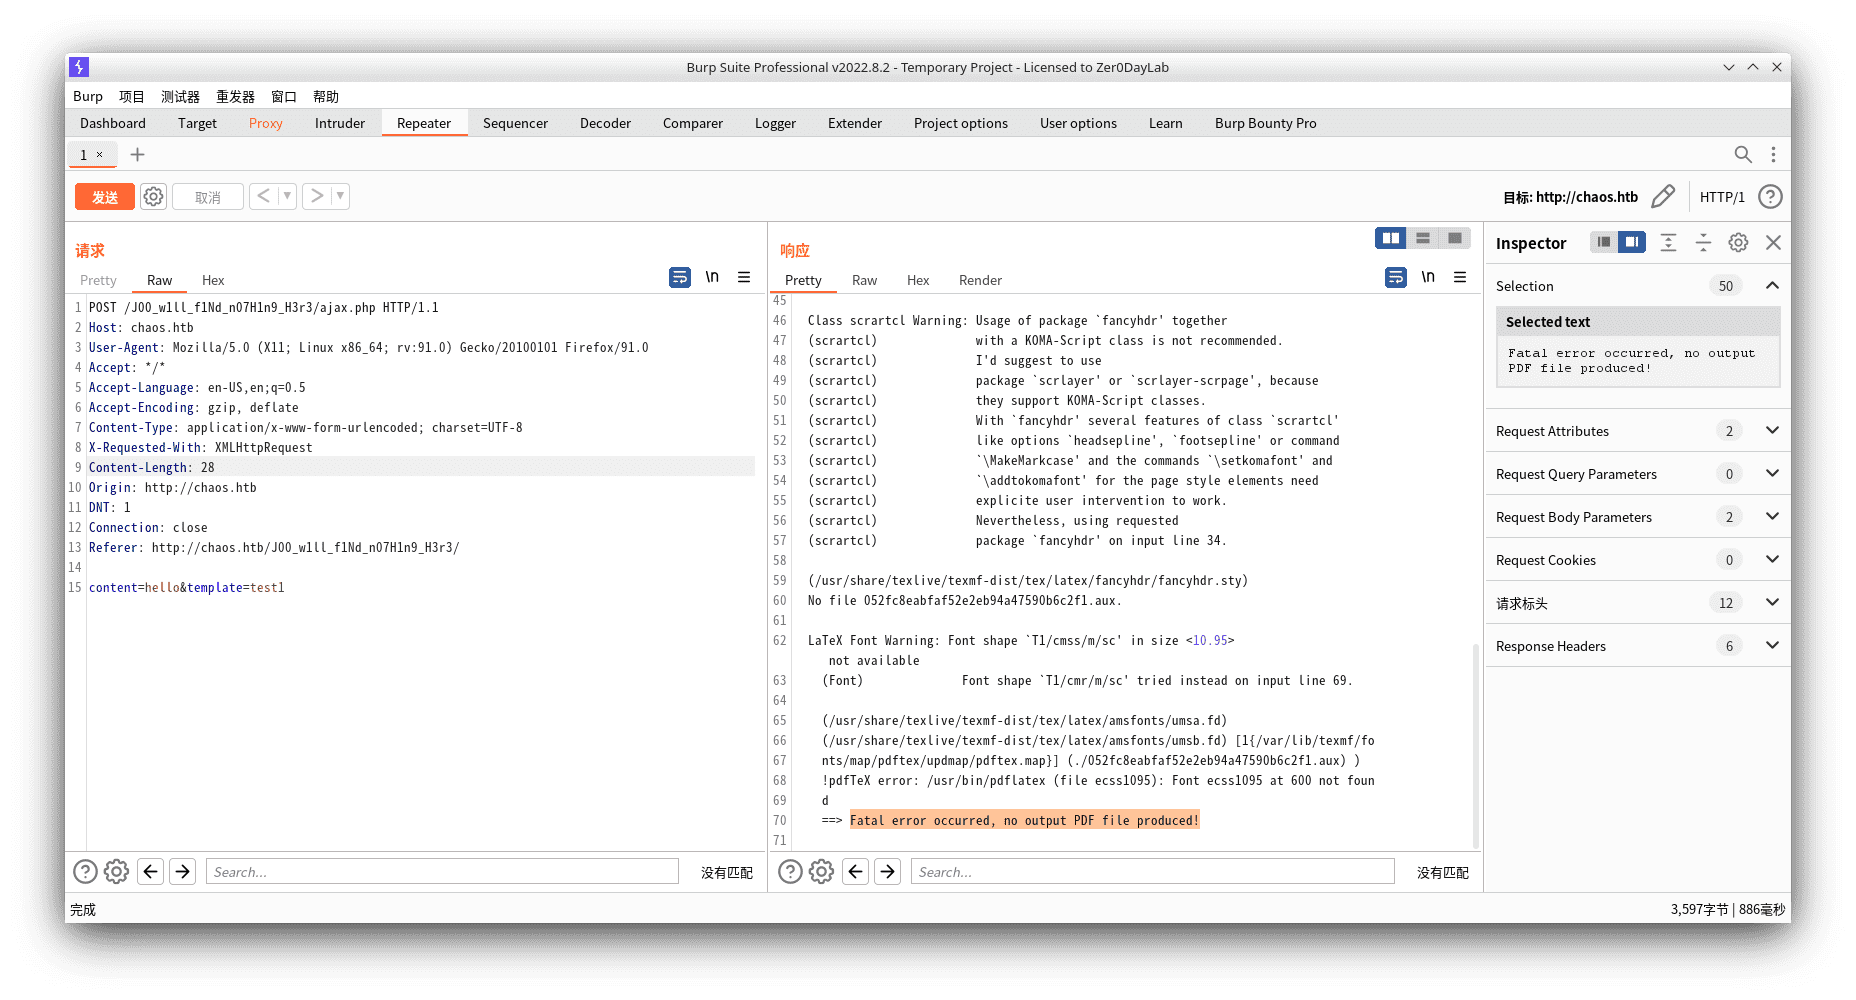 Burp Suite Professional v2022.8.2 - Temporary Project - Licensed to Zer0DayLab
Burp 项目 测试器 重发器 窗口 帮助
Dashboard Target Proxy Intruder Repeater Sequencer Decoder Comparer Logger Extender Project options User options Learn Burp Bounty Pro
1 ×
发送 取消 < > 目标: http://chaos.htb HTTP/1
请求
Pretty Raw Hex \n
1 POST /J00_w1ll_f1Nd_n07H1n9_H3r3/ajax.php HTTP/1.1
2 Host: chaos.htb
3 User-Agent: Mozilla/5.0 (X11; Linux x86_64; rv:91.0) Gecko/20100101 Firefox/91.0
4 Accept: */*
5 Accept-Language: en-US,en;q=0.5
6 Accept-Encoding: gzip, deflate
7 Content-Type: application/x-www-form-urlencoded; charset=UTF-8
8 X-Requested-With: XMLHttpRequest
9 Content-Length: 28
10 Origin: http://chaos.htb
11 DNT: 1
12 Connection: close
13 Referer: http://chaos.htb/J00_w1ll_f1Nd_n07H1n9_H3r3/
14
15 content=hello&template=test1
Search... 没有匹配
响应
Pretty Raw Hex Render \n
45
46 Class scrartcl Warning: Usage of package `fancyhdr' together
47 (scrartcl) with a KOMA-Script class is not recommended.
48 (scrartcl) I'd suggest to use
49 (scrartcl) package `scrlayer' or `scrlayer-scrpage', because
50 (scrartcl) they support KOMA-Script classes.
51 (scrartcl) With `fancyhdr' several features of class `scrartcl'
52 (scrartcl) like options `headsepline', `footsepline' or command
53 (scrartcl) `\MakeMarkcase' and the commands `\setkomafont' and
54 (scrartcl) `\addtokomafont' for the page style elements need
55 (scrartcl) explicite user intervention to work.
56 (scrartcl) Nevertheless, using requested
57 (scrartcl) package `fancyhdr' on input line 34.
58
59 (/usr/share/texlive/texmf-dist/tex/latex/fancyhdr/fancyhdr.sty)
60 No file 052fc8eabfaf52e2eb94a47590b6c2f1.aux.
61
62 LaTeX Font Warning: Font shape `T1/cmss/m/sc' in size <10.95>
not available
63 (Font) Font shape `T1/cmr/m/sc' tried instead on input line 69.
64
65 (/usr/share/texlive/texmf-dist/tex/latex/amsfonts/umsa.fd)
66 (/usr/share/texlive/texmf-dist/tex/latex/amsfonts/umsb.fd) [1{/var/lib/texmf/fo
67 nts/map/pdftex/updmap/pdftex.map}] (./052fc8eabfaf52e2eb94a47590b6c2f1.aux) )
68 !pdfTeX error: /usr/bin/pdflatex (file ecss1095): Font ecss1095 at 600 not foun
69 d
70 ==> Fatal error occurred, no output PDF file produced!
71
Search... 没有匹配
Inspector
Selection 50
Selected text
Fatal error occurred, no output
PDF file produced!
Request Attributes 2
Request Query Parameters 0
Request Body Parameters 2
Request Cookies 0
请求标头 12
Response Headers 6
完成 3,597字节 | 886毫秒